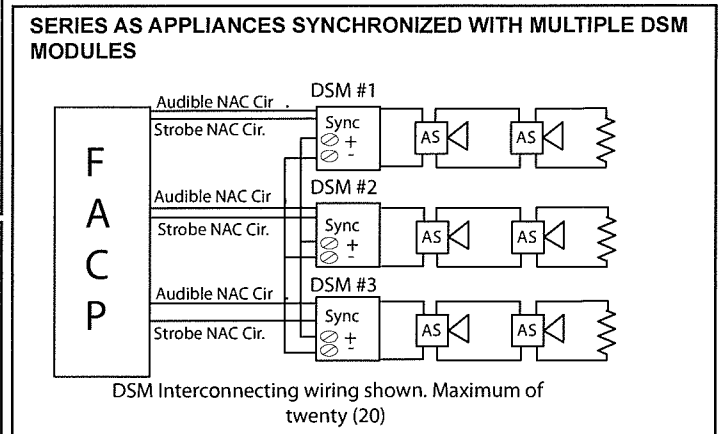 SERIES AS APPLIANCES SYNCHRONIZED WITH MULTIPLE DSM
MODULES
FACP
DSM #1
Audible NAC Cir .
Strobe NAC Cir.
Sync
+
-
AS
AS
DSM #2
Audible NAC Cir
Strobe NAC Cir.
Sync
+
-
AS
AS
DSM #3
Audible NAC Cir .
Strobe NAC Cir.
Sync
+
-
AS
AS
DSM Interconnecting wiring shown. Maximum of
twenty (20)